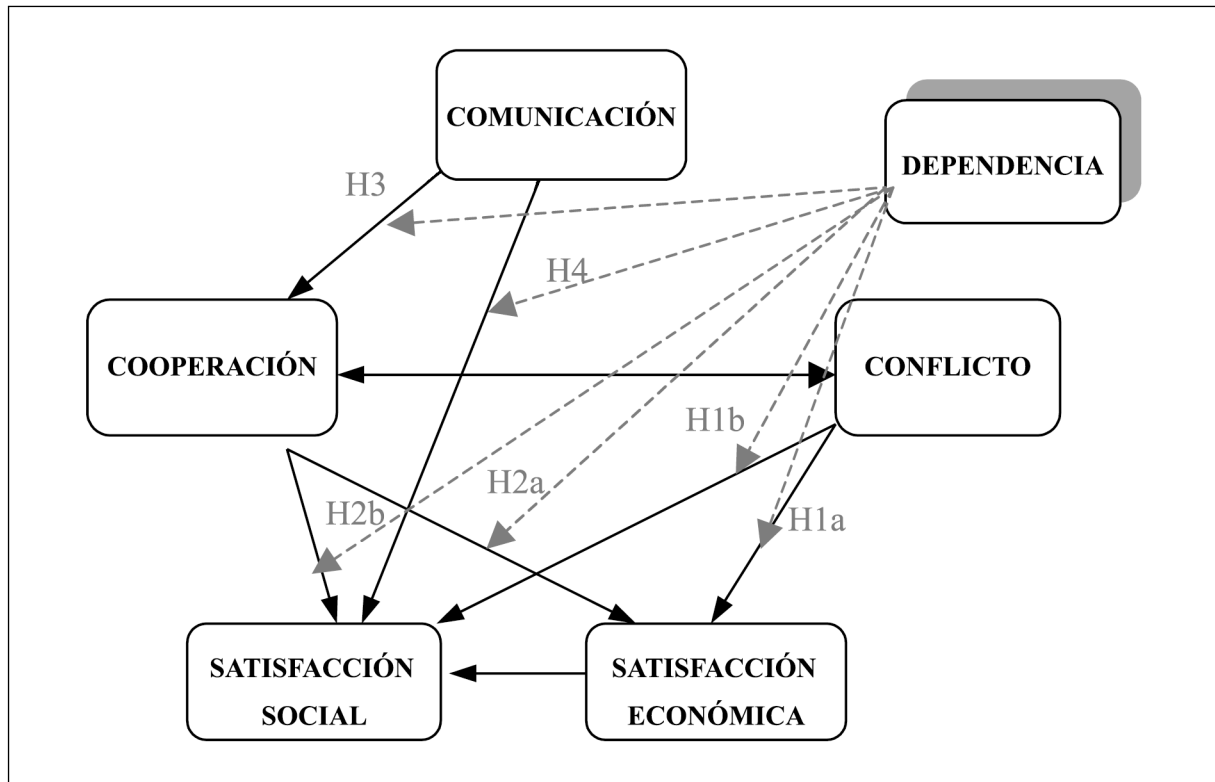 COMUNICACIÓN
DEPENDENCIA
H3
H4
COOPERACIÓN
CONFLICTO
H1b
H2a
H2b
H1a
SATISFACCIÓN
SOCIAL
SATISFACCIÓN
ECONÓMICA